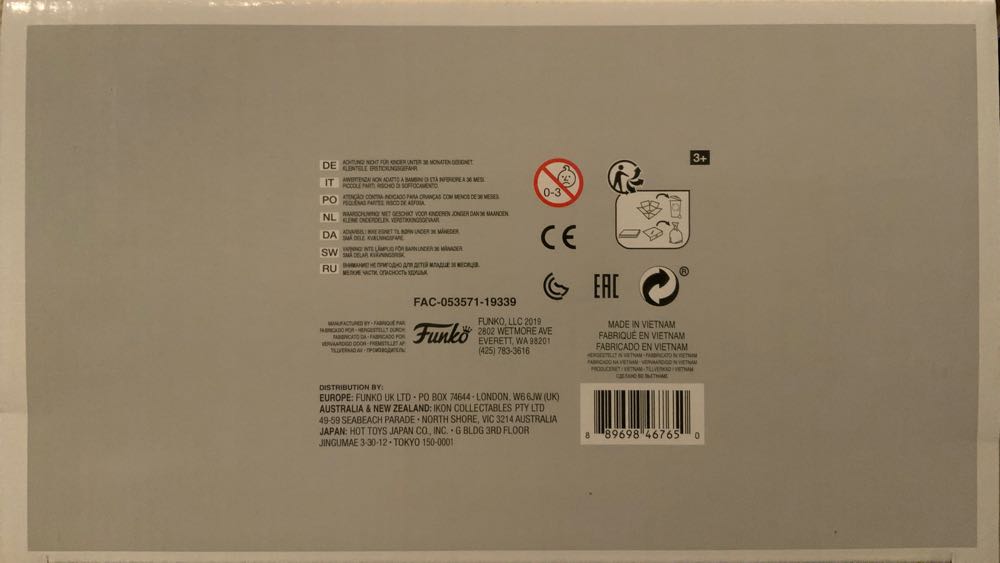 DE ACHTUNG! NICHT FÜR KINDER UNTER 36 MONATEN GEEIGNET.
KLEINTEILE. ERSTICKUNGSGEFAHR.
IT AVVERTENZA! NON ADATTO A BAMBINI DI ETÀ INFERIORE A 36 MESI.
PICCOLE PARTI. RISCHIO DI SOFFOCAMENTO.
PO ATENÇÃO! CONTRA-INDICADO PARA CRIANÇAS COM MENOS DE 36 MESES.
PEQUENAS PARTES. RISCO DE ASFIXIA.
NL WAARSCHUWING! NIET GESCHIKT VOOR KINDEREN JONGER DAN 36 MAANDEN.
KLEINE ONDERDELEN. VERSTIKKINGSGEVAAR.
DA ADVARSEL! IKKE EGNET TIL BØRN UNDER 36 MÅNEDER.
SMÅ DELE. KVÆLNINGSFARE.
SW VARNING! INTE LÄMPLIG FÖR BARN UNDER 36 MÅNADER.
SMÅ DELAR. KVÄVNINGSRISK.
RU ВНИМАНИЕ! НЕ ПРИГОДНО ДЛЯ ДЕТЕЙ МЛАДШЕ 36 МЕСЯЦЕВ.
МЕЛКИЕ ЧАСТИ. ОПАСНОСТЬ УДУШЬЯ.
0-3
3+
CE
EAC
®
FAC-053571-19339
MANUFACTURED BY • FABRIQUÉ PAR
FABRICADO POR • HERGESTELLT DURCH
FABBRICATO DA • FABRICADO POR
VERVAARDIGD DOOR • FREMSTILLET AF
TILLVERKAD AV • ПРОИЗВОДИТЕЛЬ
Funko
FUNKO, LLC 2019
2802 WETMORE AVE
EVERETT, WA 98201
(425) 783-3616
MADE IN VIETNAM
FABRIQUÉ EN VIETNAM
FABRICADO EN VIETNAM
HERGESTELLT IN VIETNAM • FABBRICATO IN VIETNAM
FABRICADO NA VIETNAM • VERVAARDIGD IN VIETNAM
PRODUCERET I VIETNAM • TILLVERKAD I VIETNAM
СДЕЛАНО ВО ВЬЕТНАМЕ
DISTRIBUTION BY:
EUROPE: FUNKO UK LTD • PO BOX 74644 • LONDON, W6 6JW (UK)
AUSTRALIA & NEW ZEALAND: IKON COLLECTABLES PTY LTD
49-59 SEABEACH PARADE • NORTH SHORE, VIC 3214 AUSTRALIA
JAPAN: HOT TOYS JAPAN CO., INC. • G BLDG 3RD FLOOR
JINGUMAE 3-30-12 • TOKYO 150-0001
8 89698 46765 0